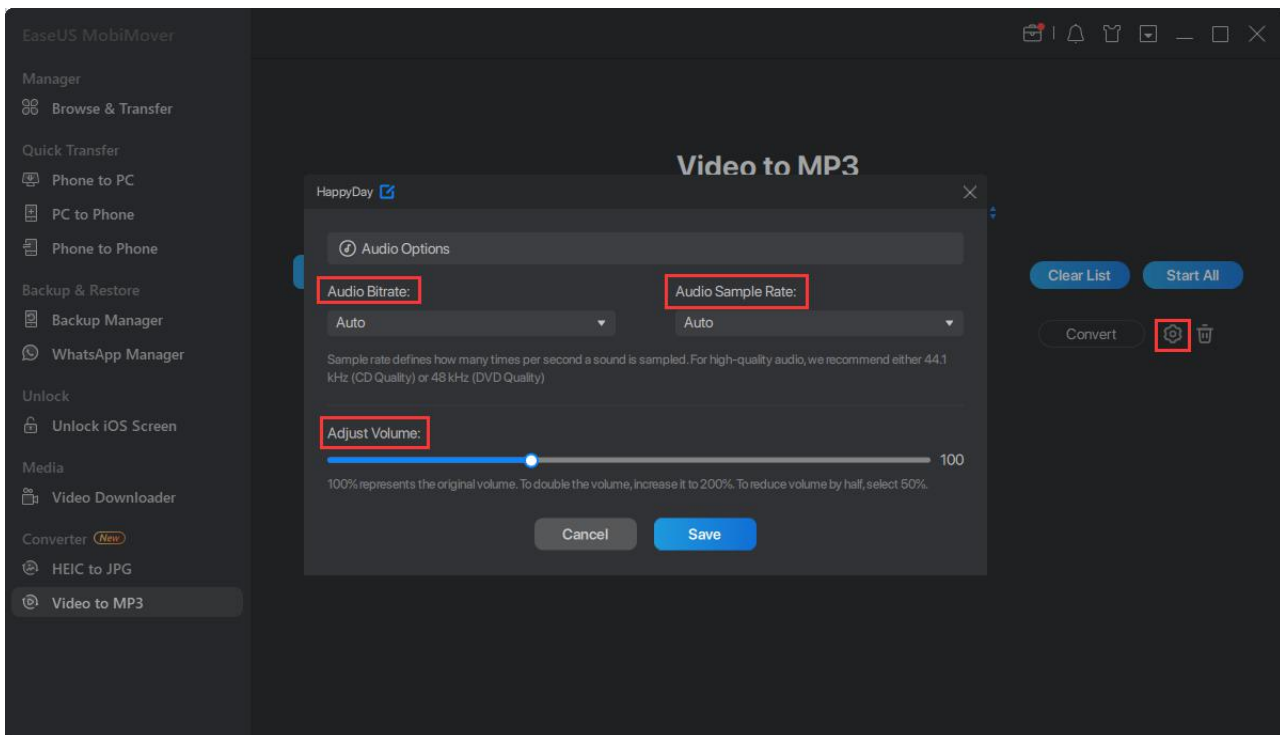 EaseUS MobiMover
Manager
Browse & Transfer
Quick Transfer
Phone to PC
PC to Phone
Phone to Phone
Backup & Restore
Backup Manager
WhatsApp Manager
Unlock
Unlock iOS Screen
Media
Video Downloader
Converter New
HEIC to JPG
Video to MP3
Video to MP3
HappyDay
Audio Options
Audio Bitrate: Audio Sample Rate:
Auto Auto
Sample rate defines how many times per second a sound is sampled. For high-quality audio, we recommend either 44.1
kHz (CD Quality) or 48 kHz (DVD Quality)
Adjust Volume:
100
100% represents the original volume. To double the volume, increase it to 200%. To reduce volume by half, select 50%.
Cancel Save
Clear List Start All
Convert